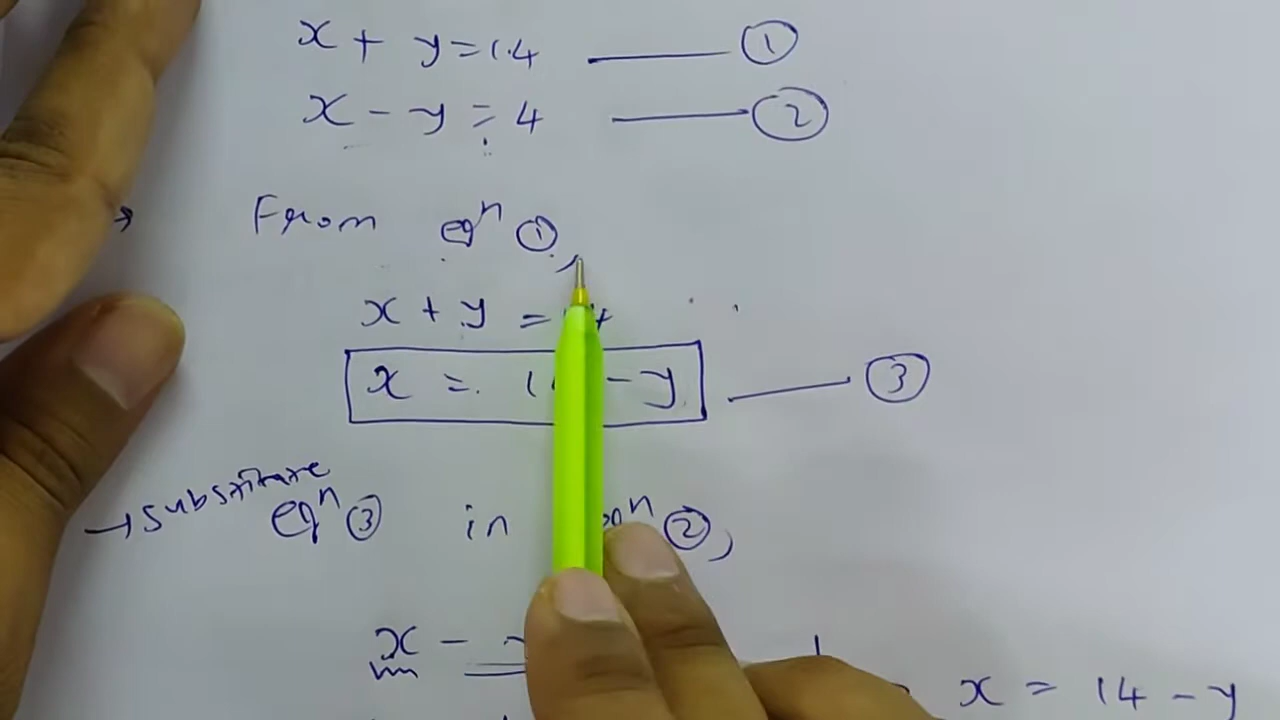 x + y = 14 ——— ①
x - y = 4 ——— ②
From eqⁿ ①,
x + y =
x = - y ——— ③
→ substitute
eqⁿ ③ in ②,
x -
x = 14 - y